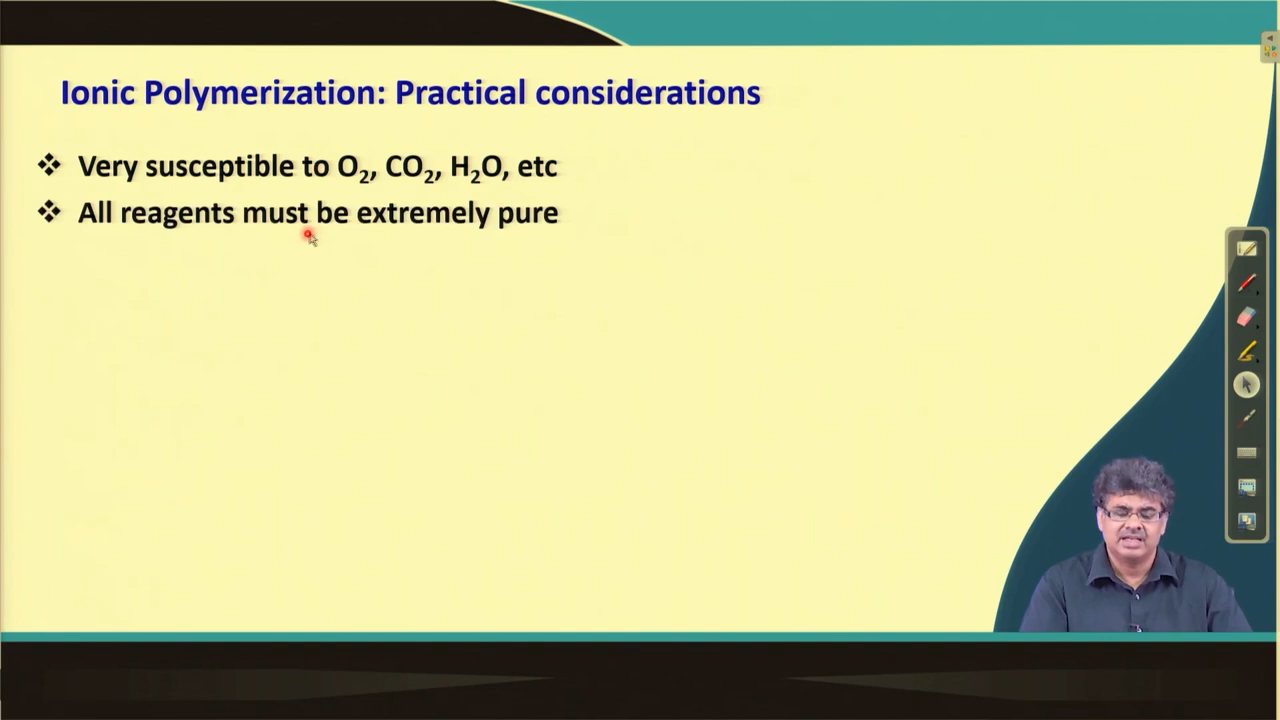 Ionic Polymerization: Practical considerations
❖ Very susceptible to O₂, CO₂, H₂O, etc
❖ All reagents must be extremely pure